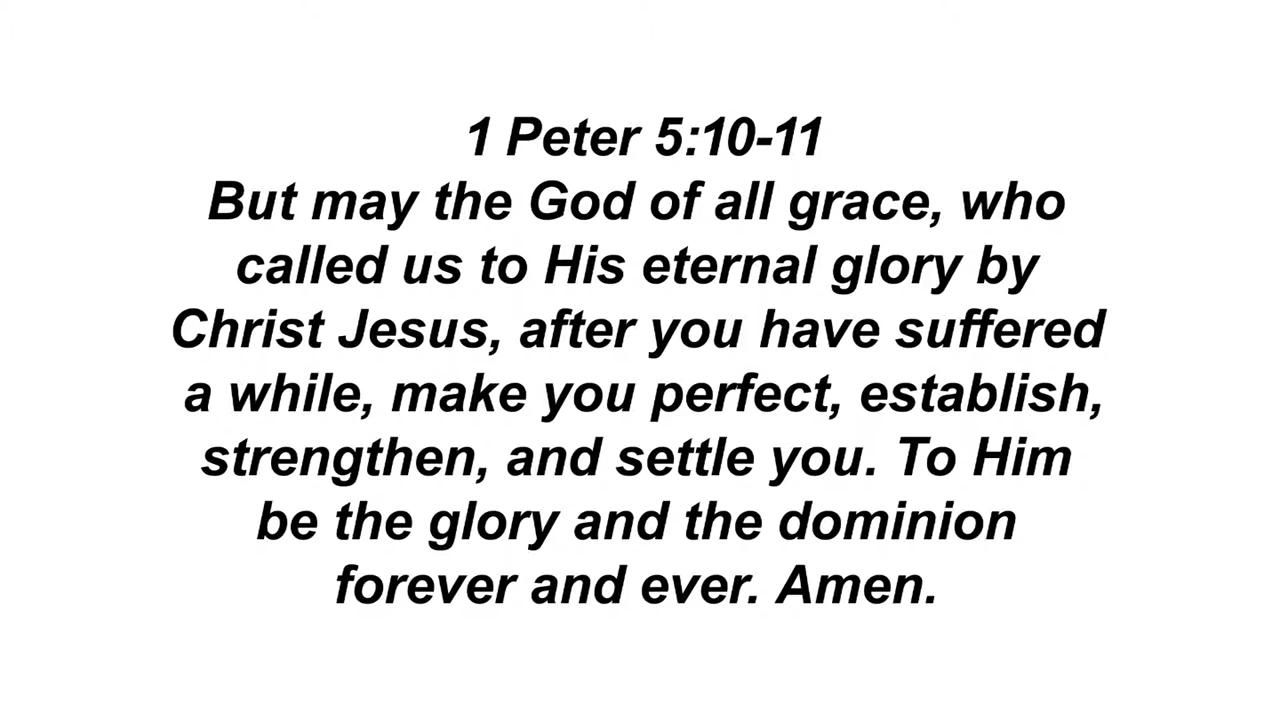 1 Peter 5:10-11
But may the God of all grace, who
called us to His eternal glory by
Christ Jesus, after you have suffered
a while, make you perfect, establish,
strengthen, and settle you. To Him
be the glory and the dominion
forever and ever. Amen.